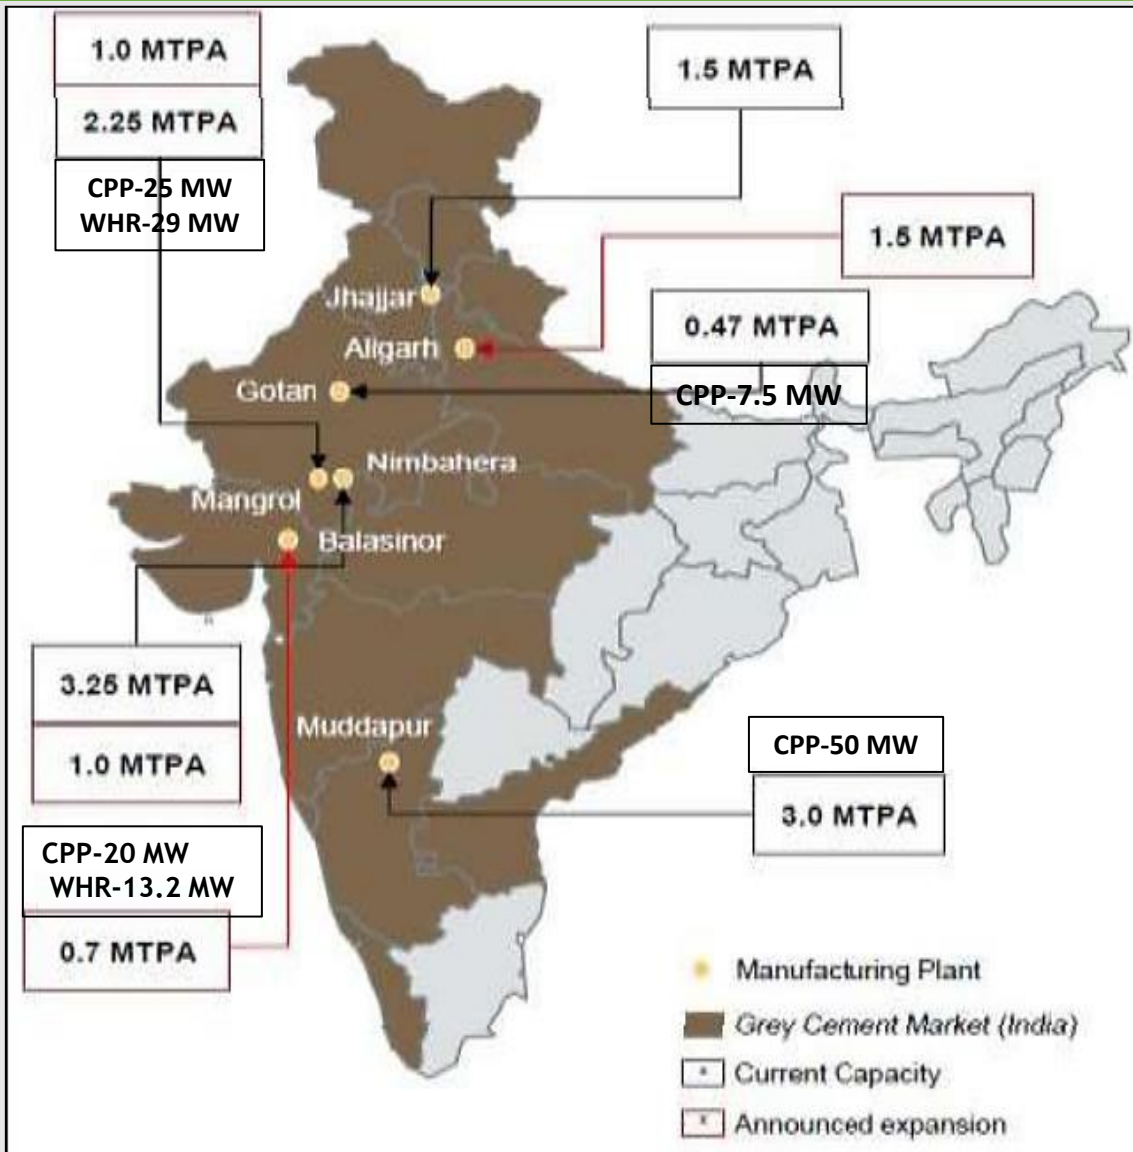 1.0 MTPA
2.25 MTPA
CPP-25 MW
WHR-29 MW
1.5 MTPA
1.5 MTPA
Jhajjar
Aligarh
0.47 MTPA
CPP-7.5 MW
Gotan
Nimbahera
Mangrol
Balasinor
3.25 MTPA
1.0 MTPA
Muddapur
CPP-50 MW
3.0 MTPA
CPP-20 MW
WHR-13.2 MW
0.7 MTPA
Manufacturing Plant
Grey Cement Market (India)
Current Capacity
x Announced expansion